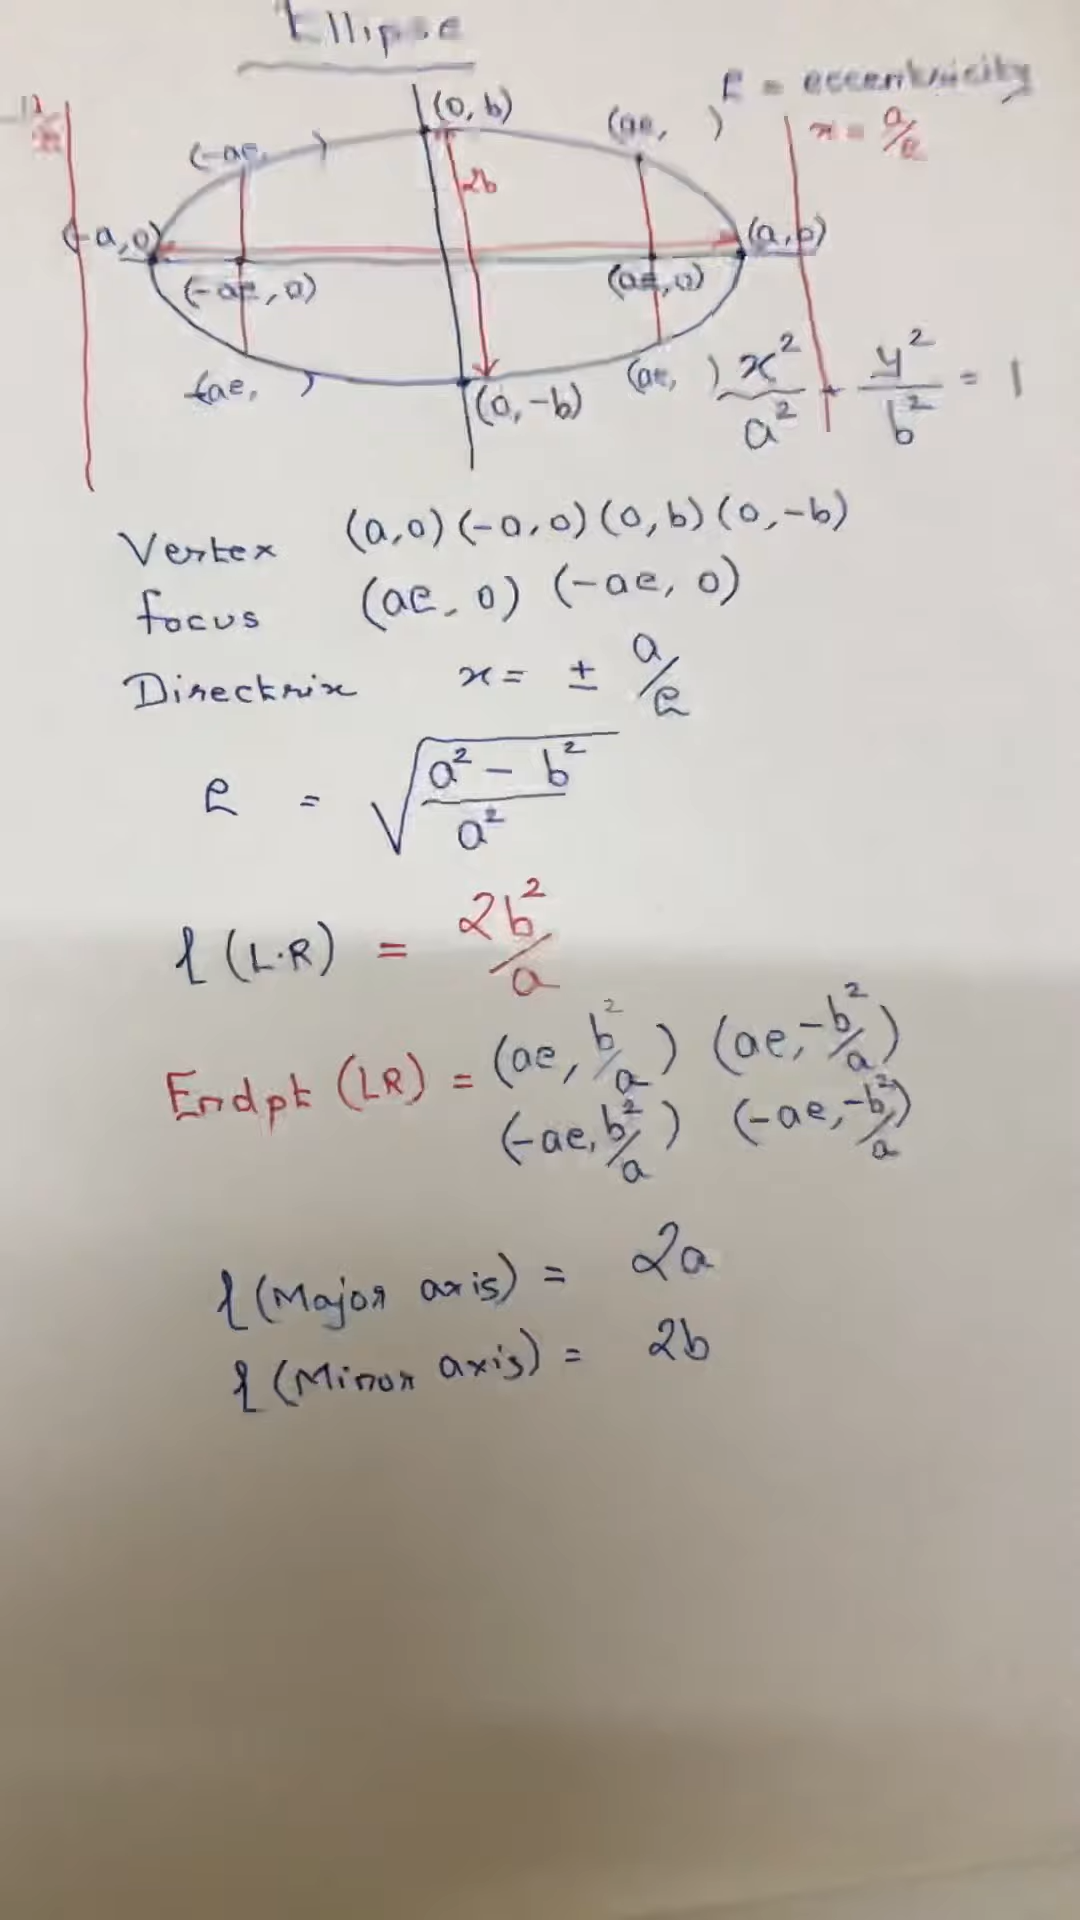 Ellipse
e = eccentricity
(0, b)
(ae, )
x = a/e
(-ae, )
2b
(-a,0)
(a,0)
(-ae, 0)
(ae,0)
(-ae, )
(ae, )
(0,-b)
x²/a² + y²/b² = 1
Vertex (a,0) (-a,0) (0,b) (0,-b)
focus (ae, 0) (-ae, 0)
Directrix x = ± a/e
e = √((a² - b²)/a²)
l (L.R) = 2b²/a
Endpt (LR) = (ae, b²/a) (ae, -b²/a)
(-ae, b²/a) (-ae, -b²/a)
l (Major axis) = 2a
l (Minor axis) = 2b